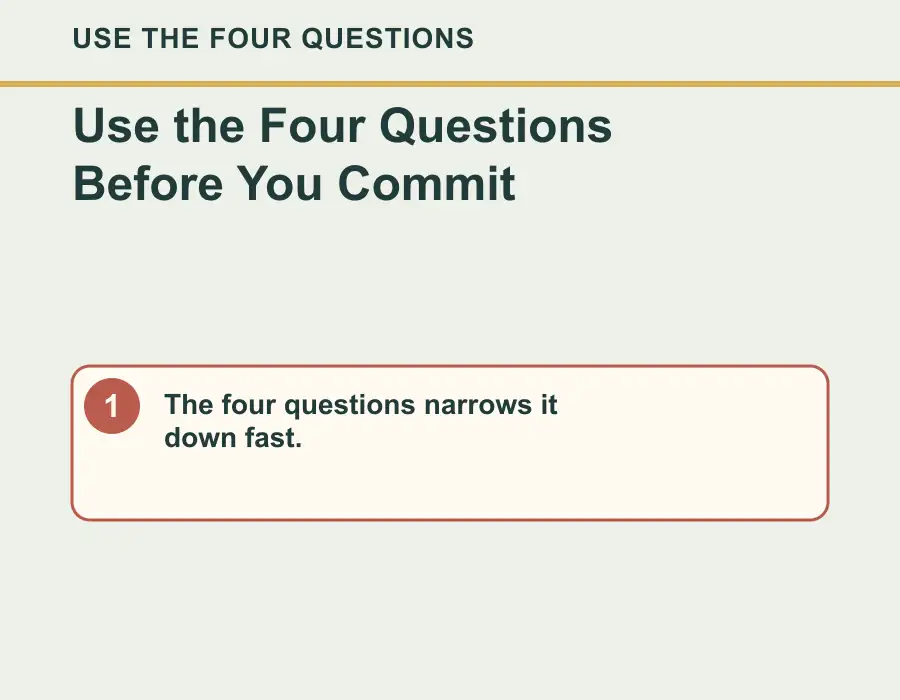 USE THE FOUR QUESTIONS
Use the Four Questions
Before You Commit
1
The four questions narrows it
down fast.